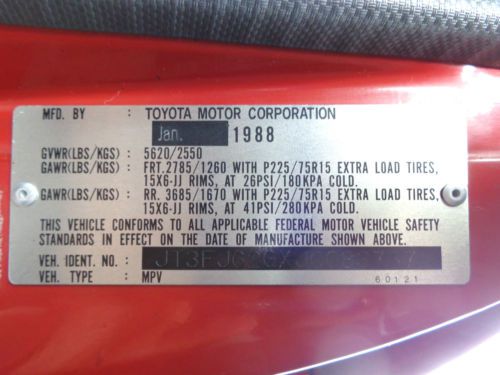 MFD. BY : TOYOTA MOTOR CORPORATION
Jan. 1988
GVWR(LBS/KGS) : 5620/2550
GAWR(LBS/KGS) : FRT.2785/1260 WITH P225/75R15 EXTRA LOAD TIRES,
15X6-JJ RIMS, AT 26PSI/180KPA COLD.
GAWR(LBS/KGS) : RR. 3685/1670 WITH P225/75R15 EXTRA LOAD TIRES,
15X6-JJ RIMS, AT 41PSI/280KPA COLD.
THIS VEHICLE CONFORMS TO ALL APPLICABLE FEDERAL MOTOR VEHICLE SAFETY
STANDARDS IN EFFECT ON THE DATE OF MANUFACTURE SHOWN ABOVE.
VEH. IDENT. NO. :
VEH. TYPE : MPV 60121